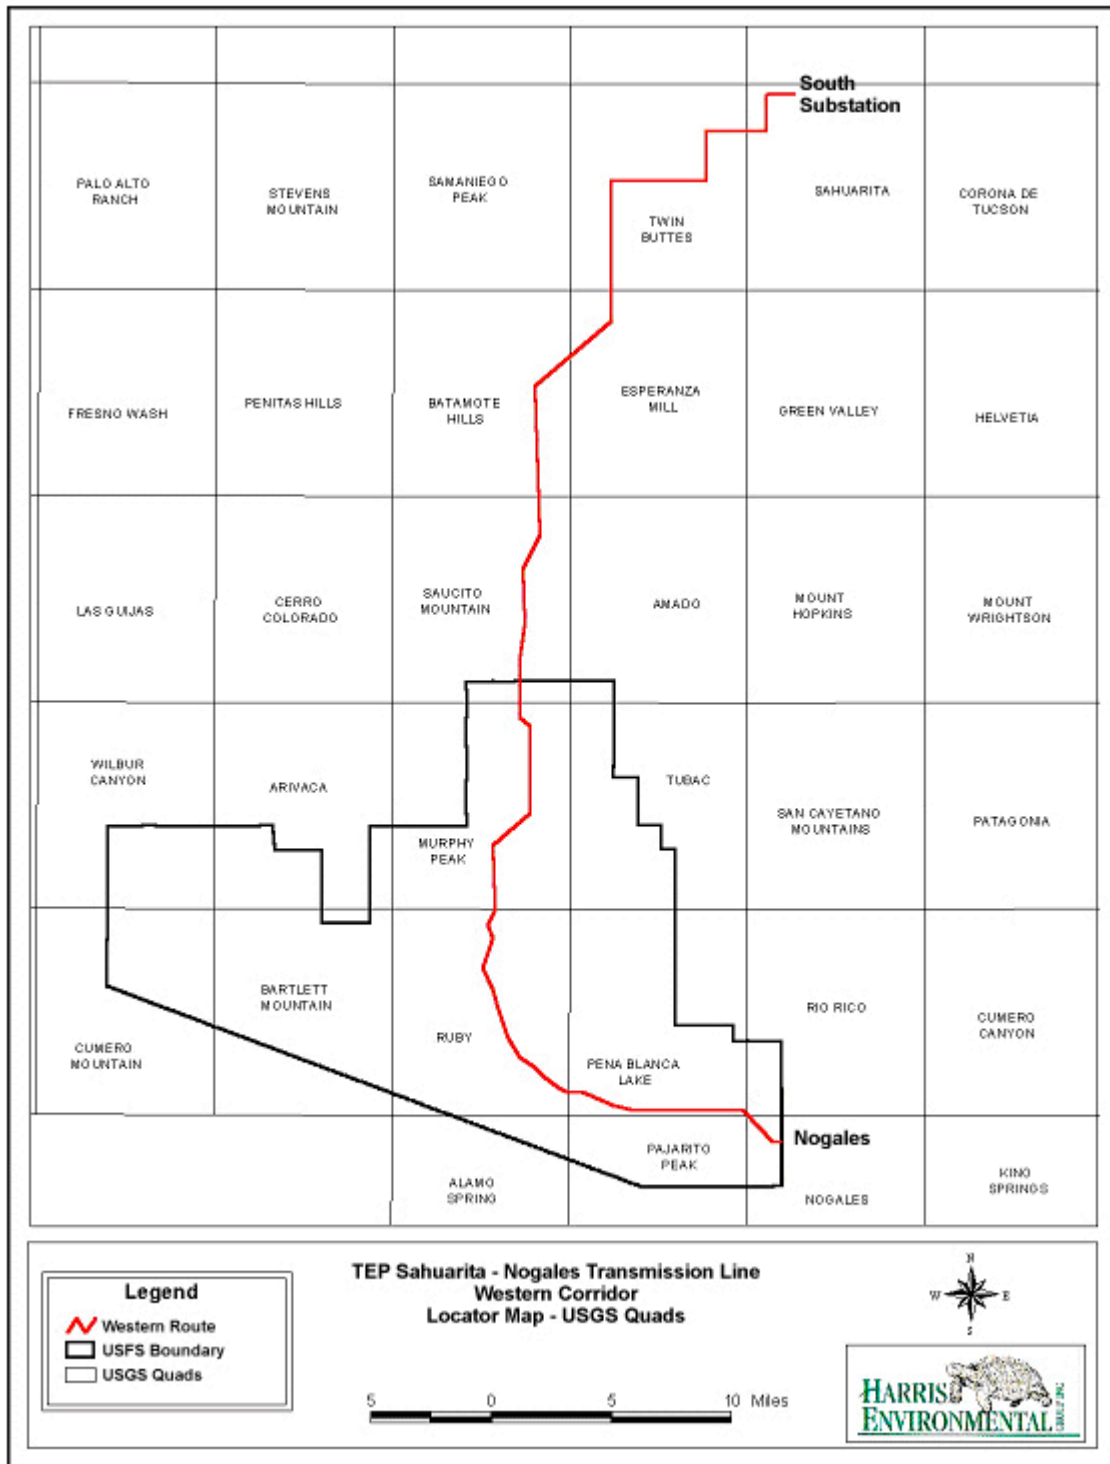 South
Substation
PALO ALTO
RANCH
STEVENS
MOUNTAIN
SAMANIEGO
PEAK
TWIN
BUTTES
SAHUARITA
CORONA DE
TUCSON
FRESNO WASH
PENITAS HILLS
BATAMOTE
HILLS
ESPERANZA
MILL
GREEN VALLEY
HELVETIA
LAS GUIJAS
CERRO
COLORADO
SAUCITO
MOUNTAIN
AMADO
MOUNT
HOPKINS
MOUNT
WRIGHTSON
WILBUR
CANYON
ARIVACA
MURPHY
PEAK
TUBAC
SAN CAYETANO
MOUNTAINS
PATAGONIA
CUMERO
MOUNTAIN
BARTLETT
MOUNTAIN
RUBY
PENA BLANCA
LAKE
RIO RICO
CUMERO
CANYON
Nogales
ALAMO
SPRING
PAJARITO
PEAK
NOGALES
KINO
SPRINGS
TEP Sahuarita - Nogales Transmission Line
Western Corridor
Locator Map - USGS Quads
Legend
Western Route
USFS Boundary
USGS Quads
5 0 5 10 Miles
N
W E
S
HARRIS
ENVIRONMENTAL
GROUP, INC.